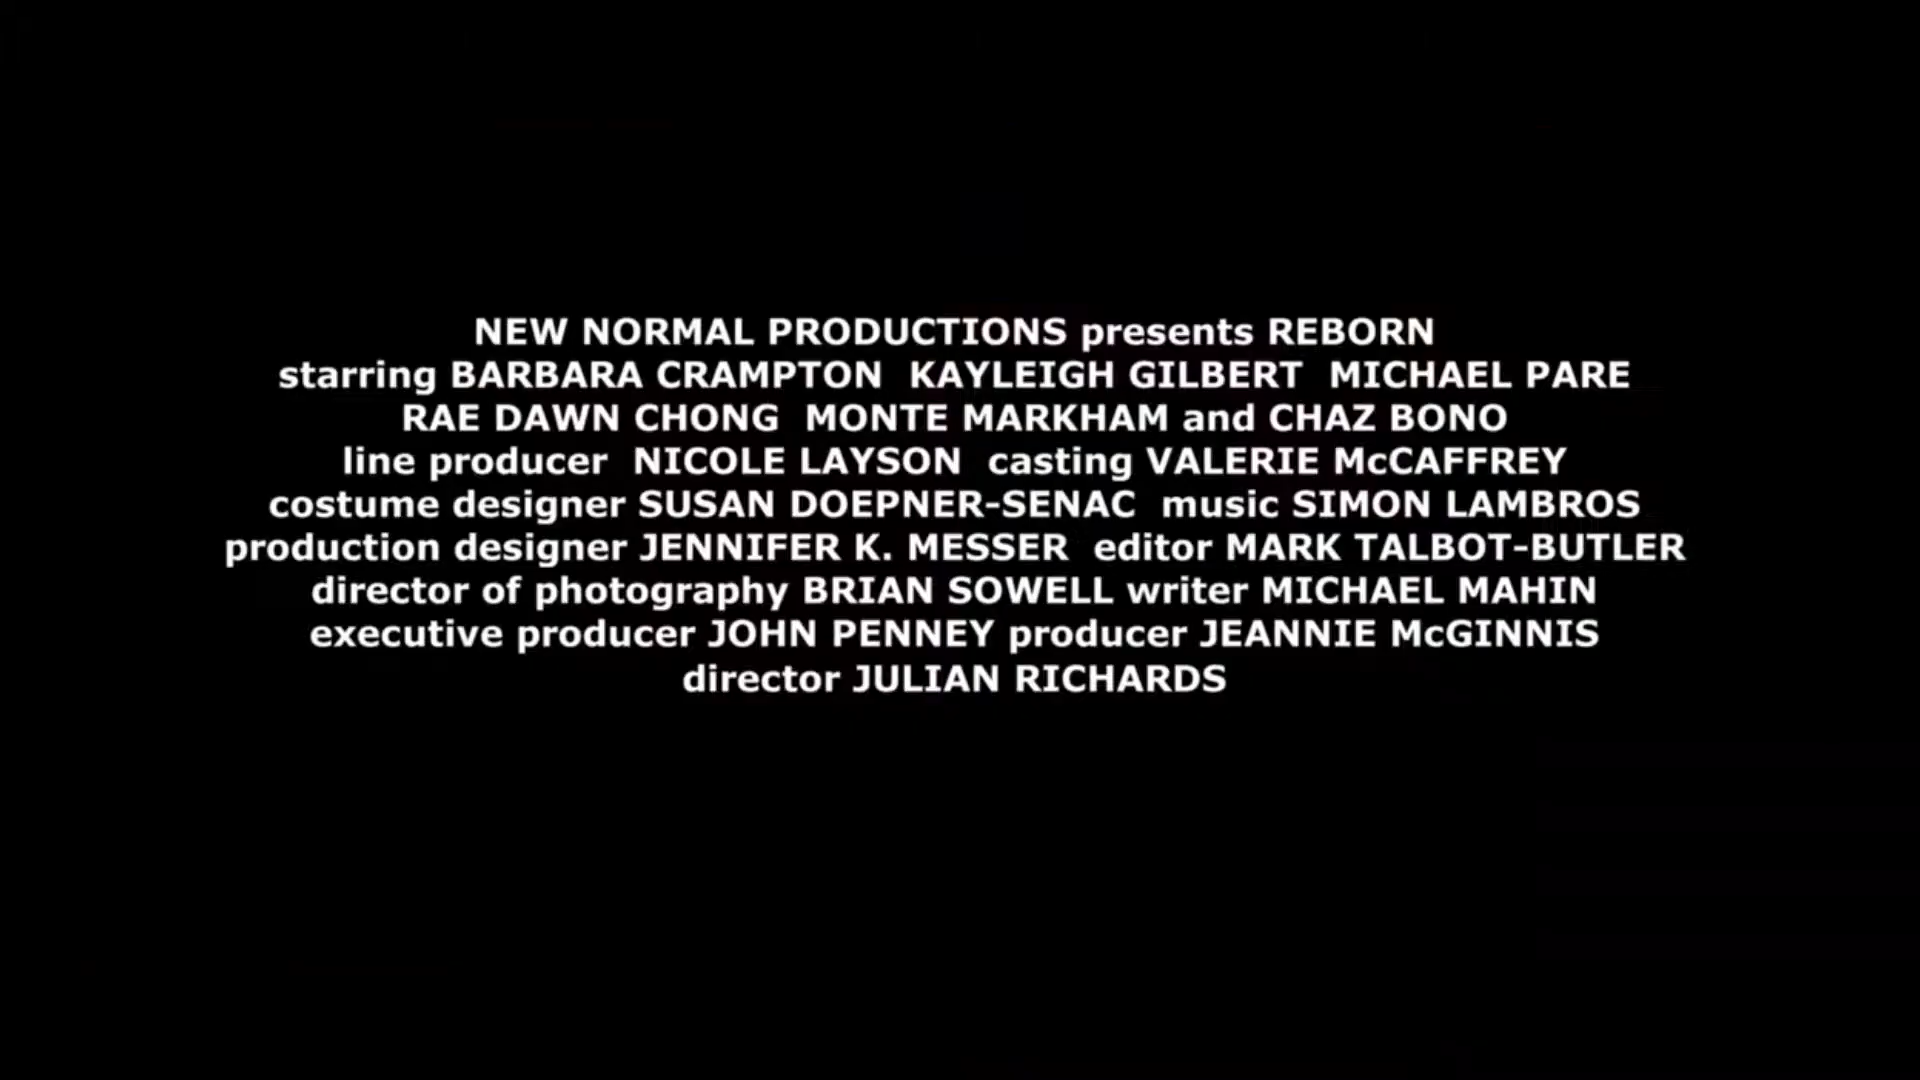 NEW NORMAL PRODUCTIONS presents REBORN
starring BARBARA CRAMPTON  KAYLEIGH GILBERT  MICHAEL PARE
RAE DAWN CHONG  MONTE MARKHAM and CHAZ BONO
line producer  NICOLE LAYSON  casting VALERIE McCAFFREY
costume designer SUSAN DOEPNER-SENAC  music SIMON LAMBROS
production designer JENNIFER K. MESSER  editor MARK TALBOT-BUTLER
director of photography BRIAN SOWELL writer MICHAEL MAHIN
executive producer JOHN PENNEY producer JEANNIE McGINNIS
director JULIAN RICHARDS